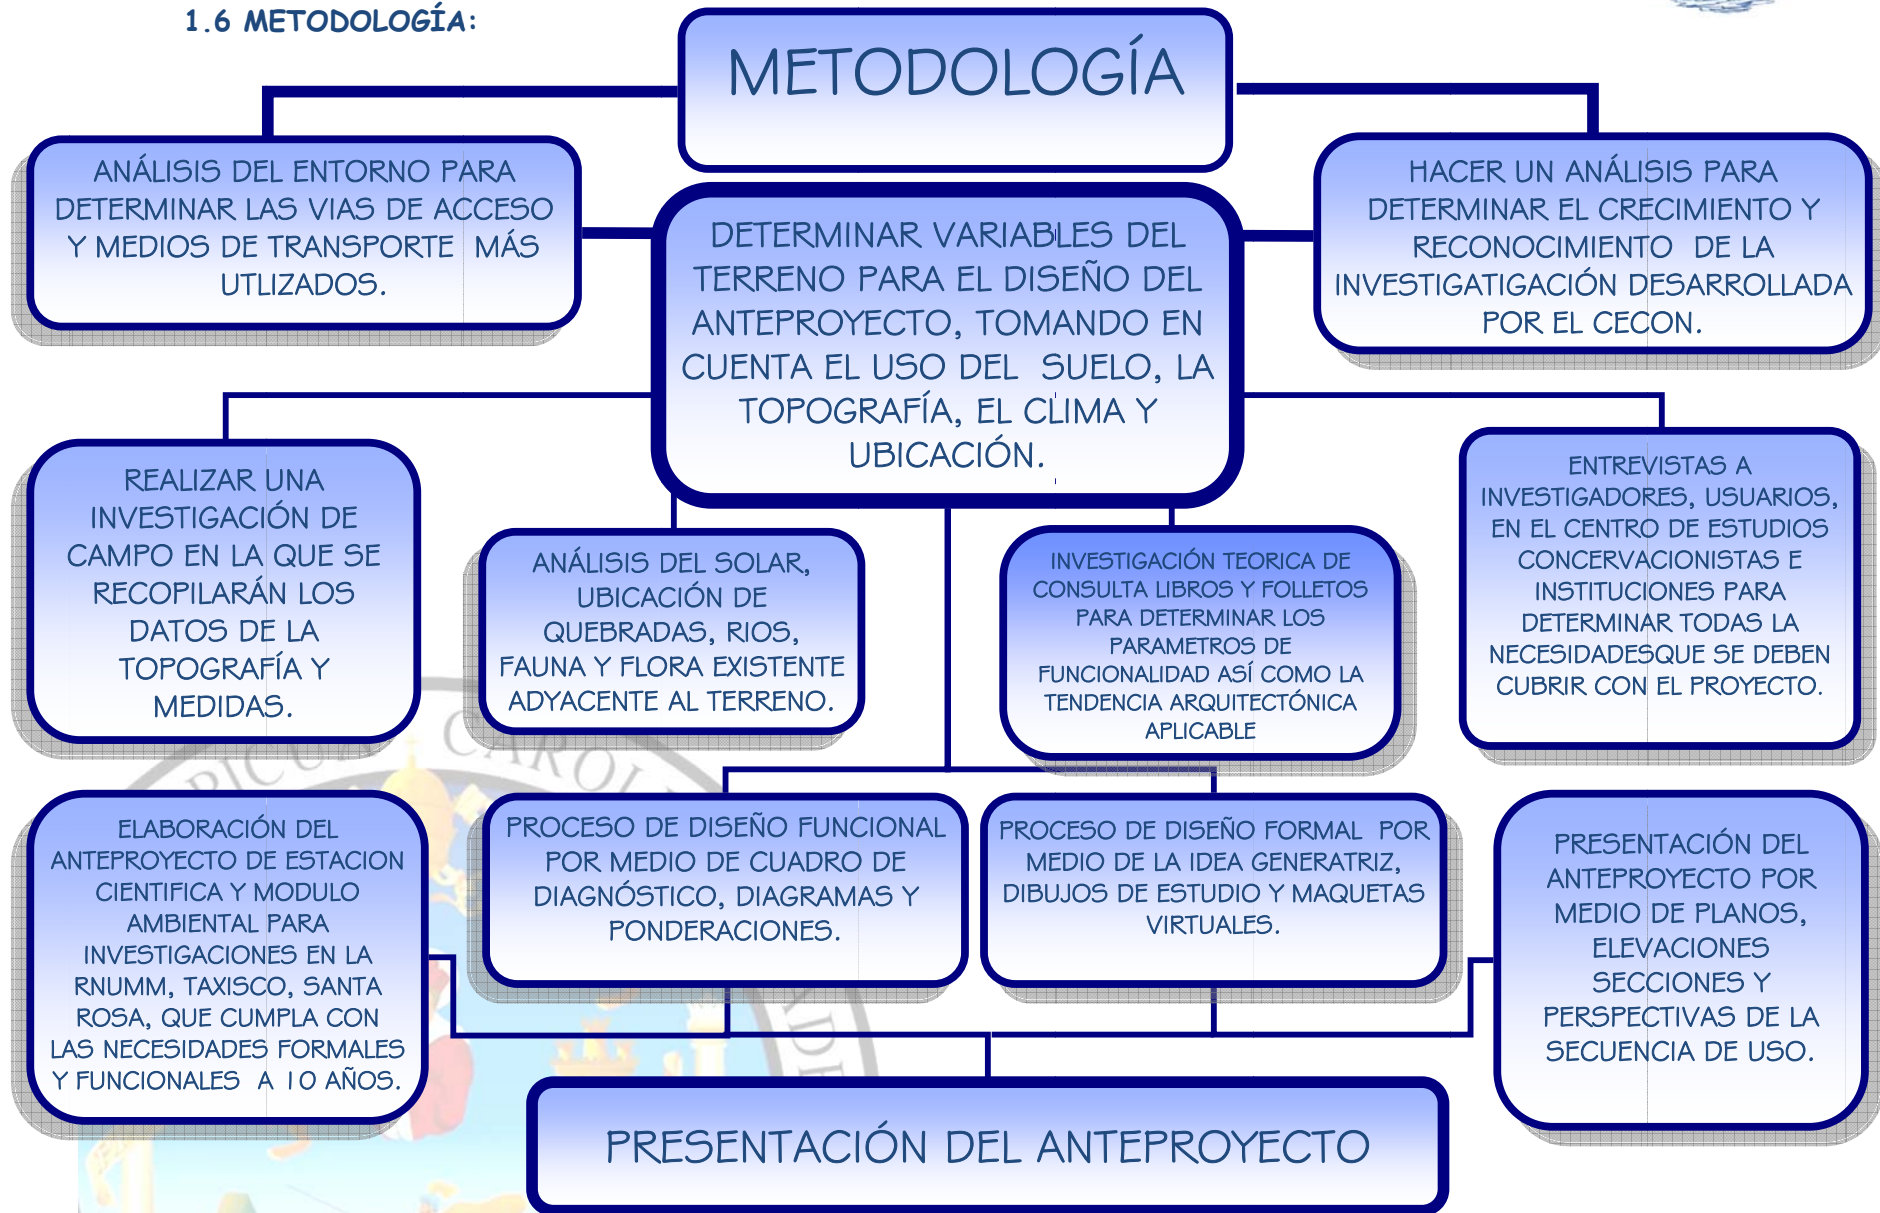 1.6 METODOLOGÍA:
METODOLOGÍA
ANÁLISIS DEL ENTORNO PARA
DETERMINAR LAS VIAS DE ACCESO
Y MEDIOS DE TRANSPORTE MÁS
UTLIZADOS.
DETERMINAR VARIABLES DEL
TERRENO PARA EL DISEÑO DEL
ANTEPROYECTO, TOMANDO EN
CUENTA EL USO DEL SUELO, LA
TOPOGRAFÍA, EL CLIMA Y
UBICACIÓN.
HACER UN ANÁLISIS PARA
DETERMINAR EL CRECIMIENTO Y
RECONOCIMIENTO DE LA
INVESTIGATIGACIÓN DESARROLLADA
POR EL CECON.
REALIZAR UNA
INVESTIGACIÓN DE
CAMPO EN LA QUE SE
RECOPILARÁN LOS
DATOS DE LA
TOPOGRAFÍA Y
MEDIDAS.
ANÁLISIS DEL SOLAR,
UBICACIÓN DE
QUEBRADAS, RIOS,
FAUNA Y FLORA EXISTENTE
ADYACENTE AL TERRENO.
INVESTIGACIÓN TEORICA DE
CONSULTA LIBROS Y FOLLETOS
PARA DETERMINAR LOS
PARAMETROS DE
FUNCIONALIDAD ASÍ COMO LA
TENDENCIA ARQUITECTÓNICA
APLICABLE
ENTREVISTAS A
INVESTIGADORES, USUARIOS,
EN EL CENTRO DE ESTUDIOS
CONCERVACIONISTAS E
INSTITUCIONES PARA
DETERMINAR TODAS LA
NECESIDADESQUE SE DEBEN
CUBRIR CON EL PROYECTO.
ELABORACIÓN DEL
ANTEPROYECTO DE ESTACION
CIENTIFICA Y MODULO
AMBIENTAL PARA
INVESTIGACIONES EN LA
RNUMM, TAXISCO, SANTA
ROSA, QUE CUMPLA CON
LAS NECESIDADES FORMALES
Y FUNCIONALES A 10 AÑOS.
PROCESO DE DISEÑO FUNCIONAL
POR MEDIO DE CUADRO DE
DIAGNÓSTICO, DIAGRAMAS Y
PONDERACIONES.
PROCESO DE DISEÑO FORMAL POR
MEDIO DE LA IDEA GENERATRIZ,
DIBUJOS DE ESTUDIO Y MAQUETAS
VIRTUALES.
PRESENTACIÓN DEL
ANTEPROYECTO POR
MEDIO DE PLANOS,
ELEVACIONES
SECCIONES Y
PERSPECTIVAS DE LA
SECUENCIA DE USO.
PRESENTACIÓN DEL ANTEPROYECTO